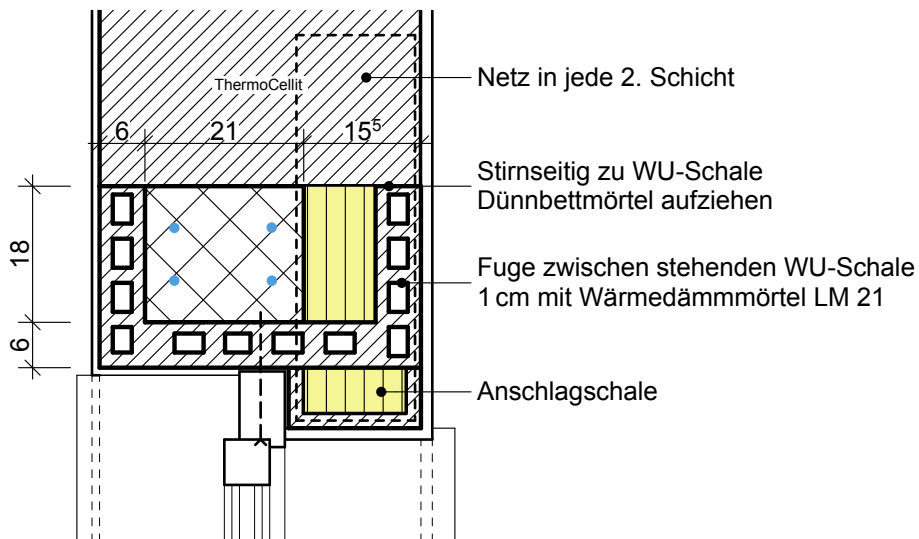 Netz in jede 2. Schicht
ThermoCellit
6 21 15⁵
Stirnseitig zu WU-Schale
Dünnbettmörtel aufziehen
18
Fuge zwischen stehenden WU-Schale
1 cm mit Wärmedämmmörtel LM 21
6
Anschlagschale